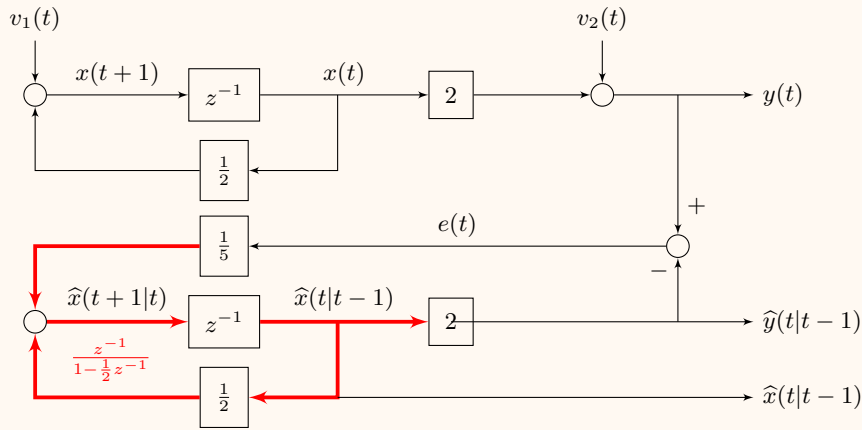 v₁(t) v₂(t)
x(t + 1) z⁻¹ x(t) 2 y(t)
1/2
+
1/5 e(t)
−
x̂(t+1|t) z⁻¹ x̂(t|t−1) 2 ŷ(t|t−1)
z⁻¹/(1−½z⁻¹)
1/2 x̂(t|t−1)